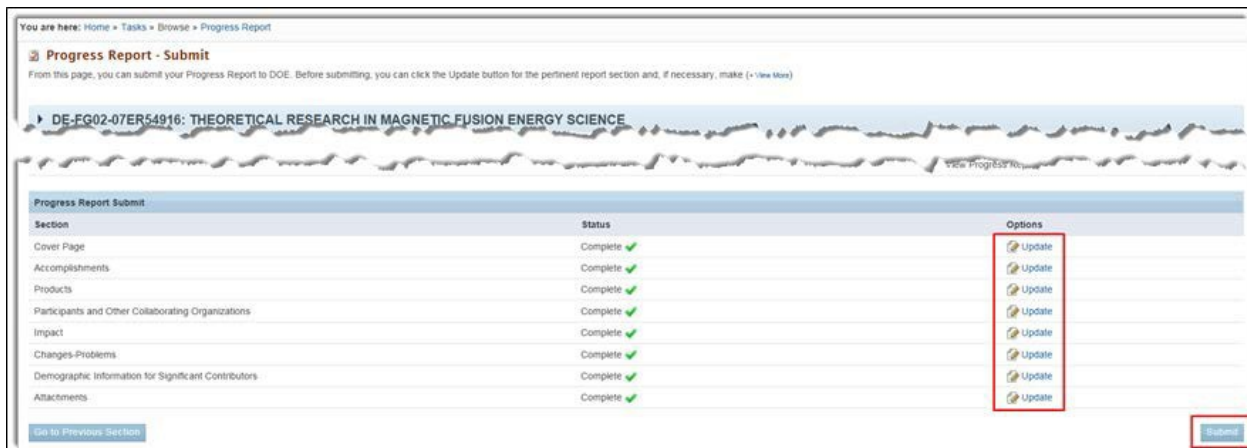 You are here: Home » Tasks » Browse » Progress Report
Progress Report - Submit
From this page, you can submit your Progress Report to DOE. Before submitting, you can click the Update button for the pertinent report section and, if necessary, make (+ View More)
DE-FG02-07ER54916: THEORETICAL RESEARCH IN MAGNETIC FUSION ENERGY SCIENCE
View Progress
Progress Report Submit
Section Status Options
Cover Page Complete Update
Accomplishments Complete Update
Products Complete Update
Participants and Other Collaborating Organizations Complete Update
Impact Complete Update
Changes-Problems Complete Update
Demographic Information for Significant Contributors Complete Update
Attachments Complete Update
Go to Previous Section Submit